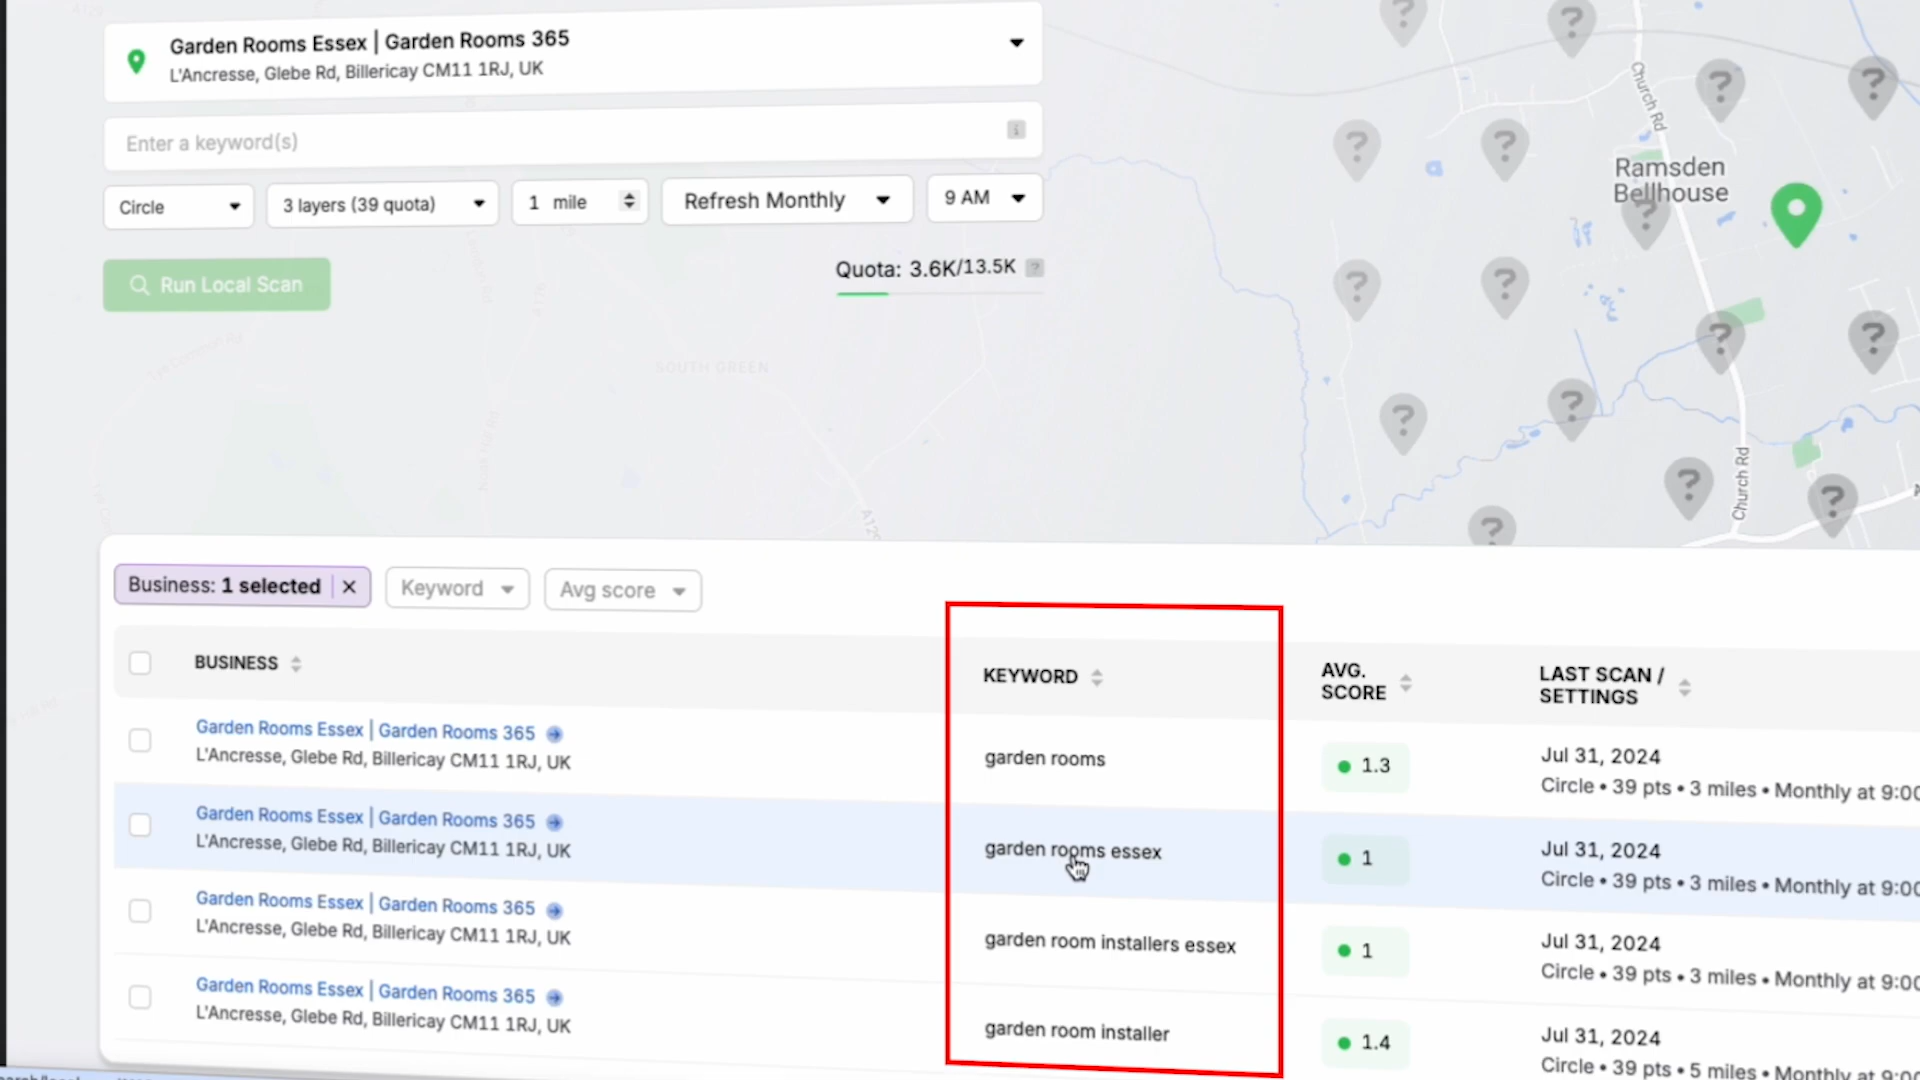 Garden Rooms Essex | Garden Rooms 365
L'Ancresse, Glebe Rd, Billericay CM11 1RJ, UK
Enter a keyword(s)
i
Circle
3 layers (39 quota)
1 mile
Refresh Monthly
9 AM
Run Local Scan
Quota: 3.6K/13.5K ?
SOUTH GREEN
Church Rd
Ramsden
Bellhouse
Church Rd
Business: 1 selected
Keyword
Avg score
BUSINESS
KEYWORD
AVG.
SCORE
LAST SCAN /
SETTINGS
Garden Rooms Essex | Garden Rooms 365
L'Ancresse, Glebe Rd, Billericay CM11 1RJ, UK
garden rooms
1.3
Jul 31, 2024
Circle • 39 pts • 3 miles • Monthly at 9:00
Garden Rooms Essex | Garden Rooms 365
L'Ancresse, Glebe Rd, Billericay CM11 1RJ, UK
garden rooms essex
1
Jul 31, 2024
Circle • 39 pts • 3 miles • Monthly at 9:00
Garden Rooms Essex | Garden Rooms 365
L'Ancresse, Glebe Rd, Billericay CM11 1RJ, UK
garden room installers essex
1
Jul 31, 2024
Circle • 39 pts • 3 miles • Monthly at 9:00
Garden Rooms Essex | Garden Rooms 365
L'Ancresse, Glebe Rd, Billericay CM11 1RJ, UK
garden room installer
1.4
Jul 31, 2024
Circle • 39 pts • 5 miles • Monthly at 9:00